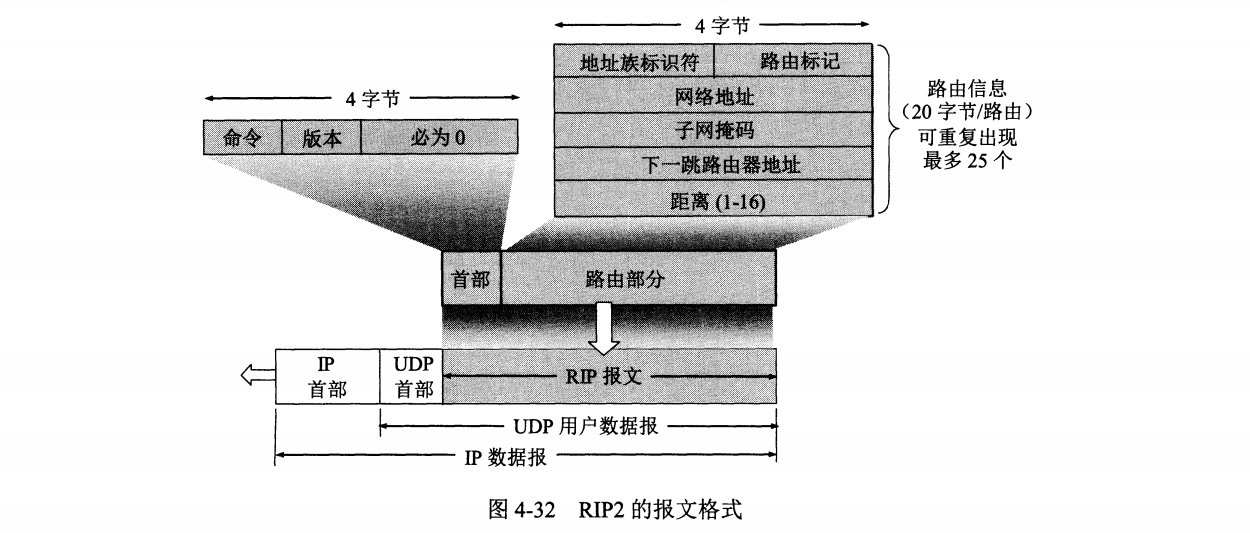 4 字节
地址族标识符 路由标记
网络地址
子网掩码
下一跳路由器地址
距离 (1-16)
路由信息
(20 字节/路由)
可重复出现
最多 25 个
4 字节
命令 版本 必为 0
首部 路由部分
IP
首部
UDP
首部
RIP 报文
UDP 用户数据报
IP 数据报
图 4-32 RIP2 的报文格式